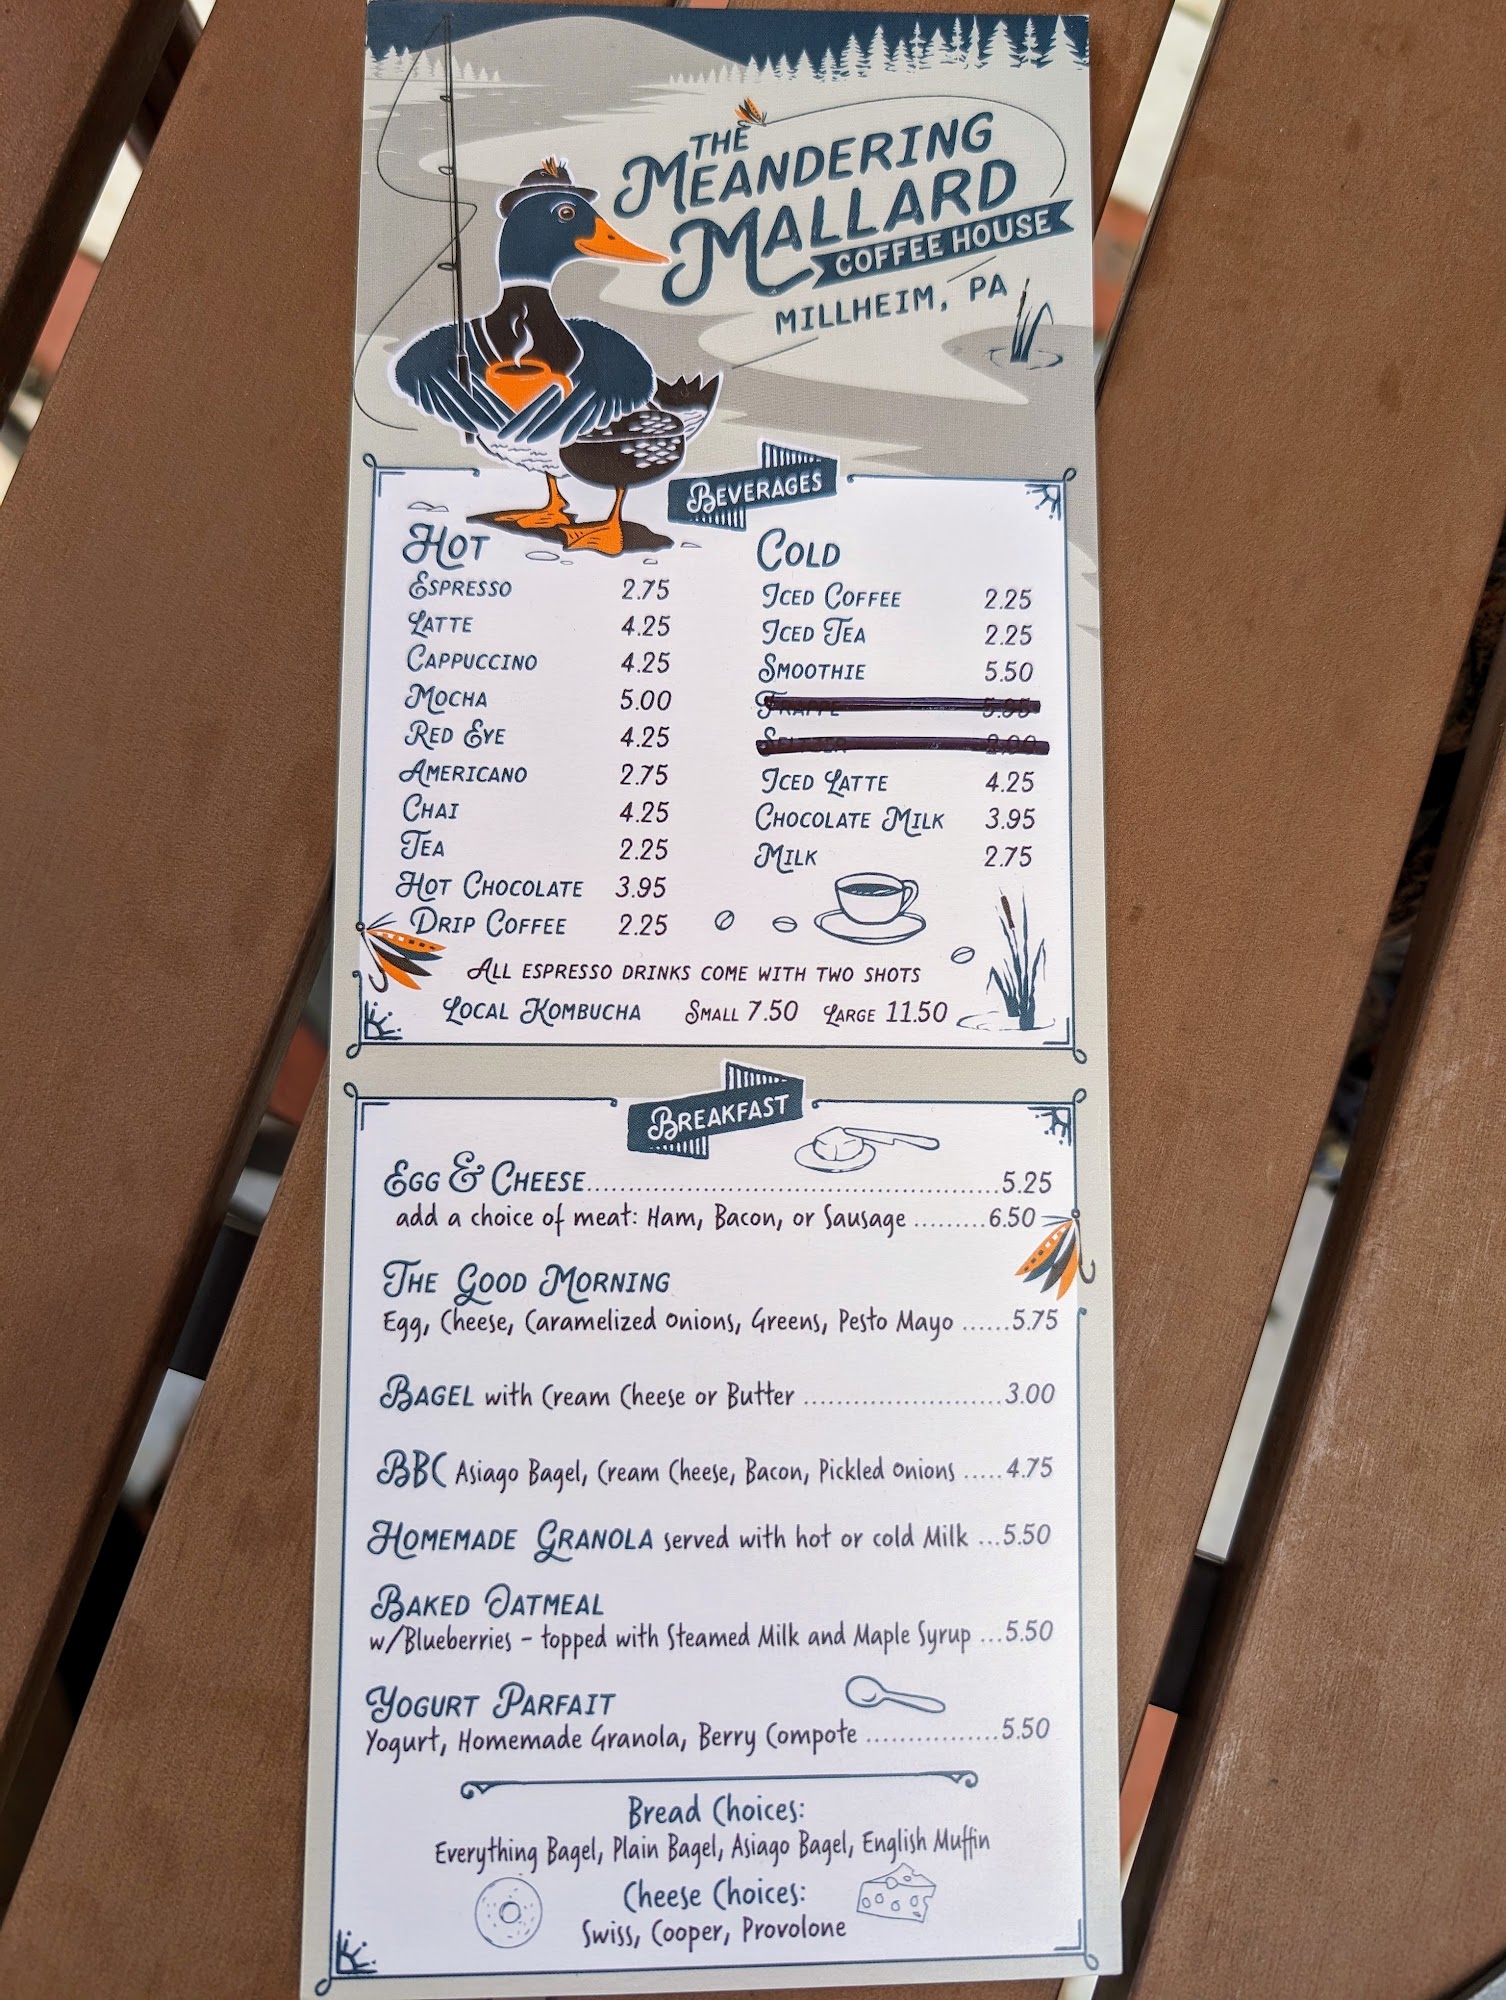 THE
MEANDERING
MALLARD
COFFEE HOUSE
MILLHEIM, PA
BEVERAGES
HOT
ESPRESSO 2.75
LATTE 4.25
CAPPUCCINO 4.25
MOCHA 5.00
RED EYE 4.25
AMERICANO 2.75
CHAI 4.25
TEA 2.25
HOT CHOCOLATE 3.95
DRIP COFFEE 2.25
COLD
ICED COFFEE 2.25
ICED TEA 2.25
SMOOTHIE 5.50
FRAPPE 5.95
SELTZER 2.00
ICED LATTE 4.25
CHOCOLATE MILK 3.95
MILK 2.75
ALL ESPRESSO DRINKS COME WITH TWO SHOTS
LOCAL KOMBUCHA SMALL 7.50 LARGE 11.50
BREAKFAST
EGG & CHEESE 5.25
add a choice of meat: Ham, Bacon, or Sausage 6.50
THE GOOD MORNING
Egg, Cheese, Caramelized Onions, Greens, Pesto Mayo 5.75
BAGEL with Cream Cheese or Butter 3.00
BBC Asiago Bagel, Cream Cheese, Bacon, Pickled Onions 4.75
HOMEMADE GRANOLA served with hot or cold Milk 5.50
BAKED OATMEAL
w/Blueberries - topped with Steamed Milk and Maple Syrup 5.50
YOGURT PARFAIT
Yogurt, Homemade Granola, Berry Compote 5.50
Bread Choices:
Everything Bagel, Plain Bagel, Asiago Bagel, English Muffin
Cheese Choices:
Swiss, Cooper, Provolone